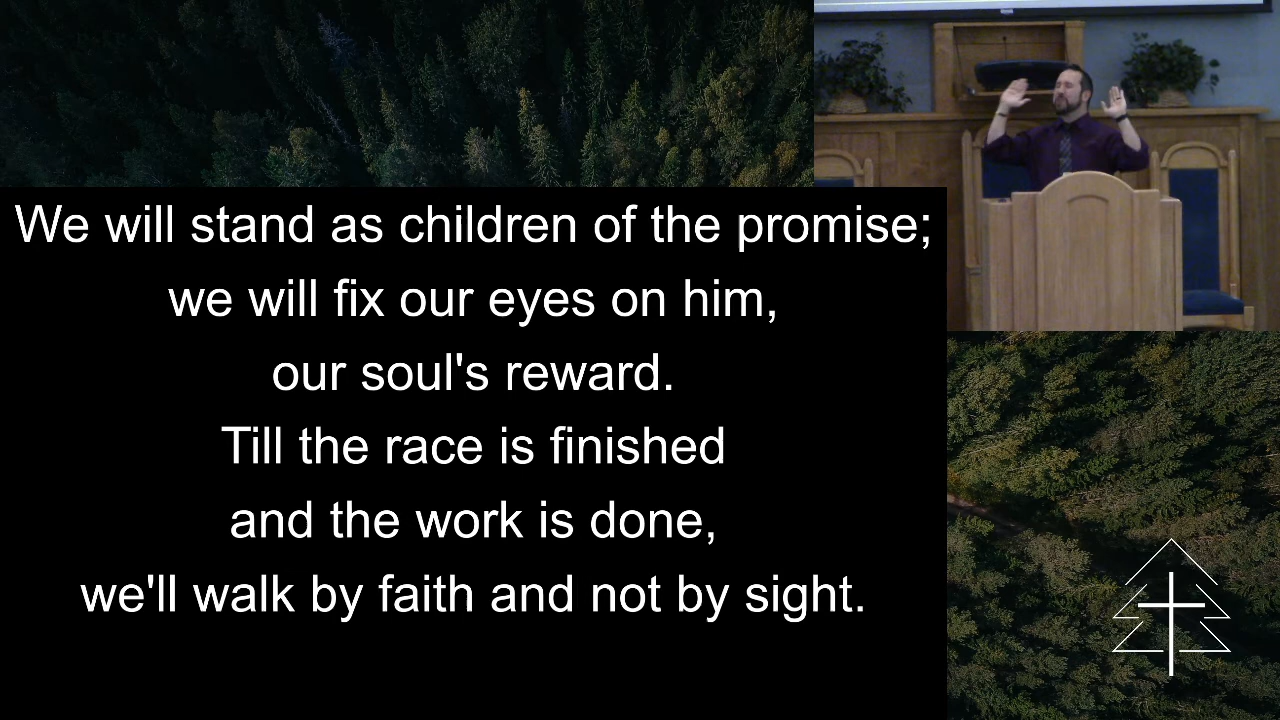 We will stand as children of the promise;
we will fix our eyes on him,
our soul's reward.
Till the race is finished
and the work is done,
we'll walk by faith and not by sight.